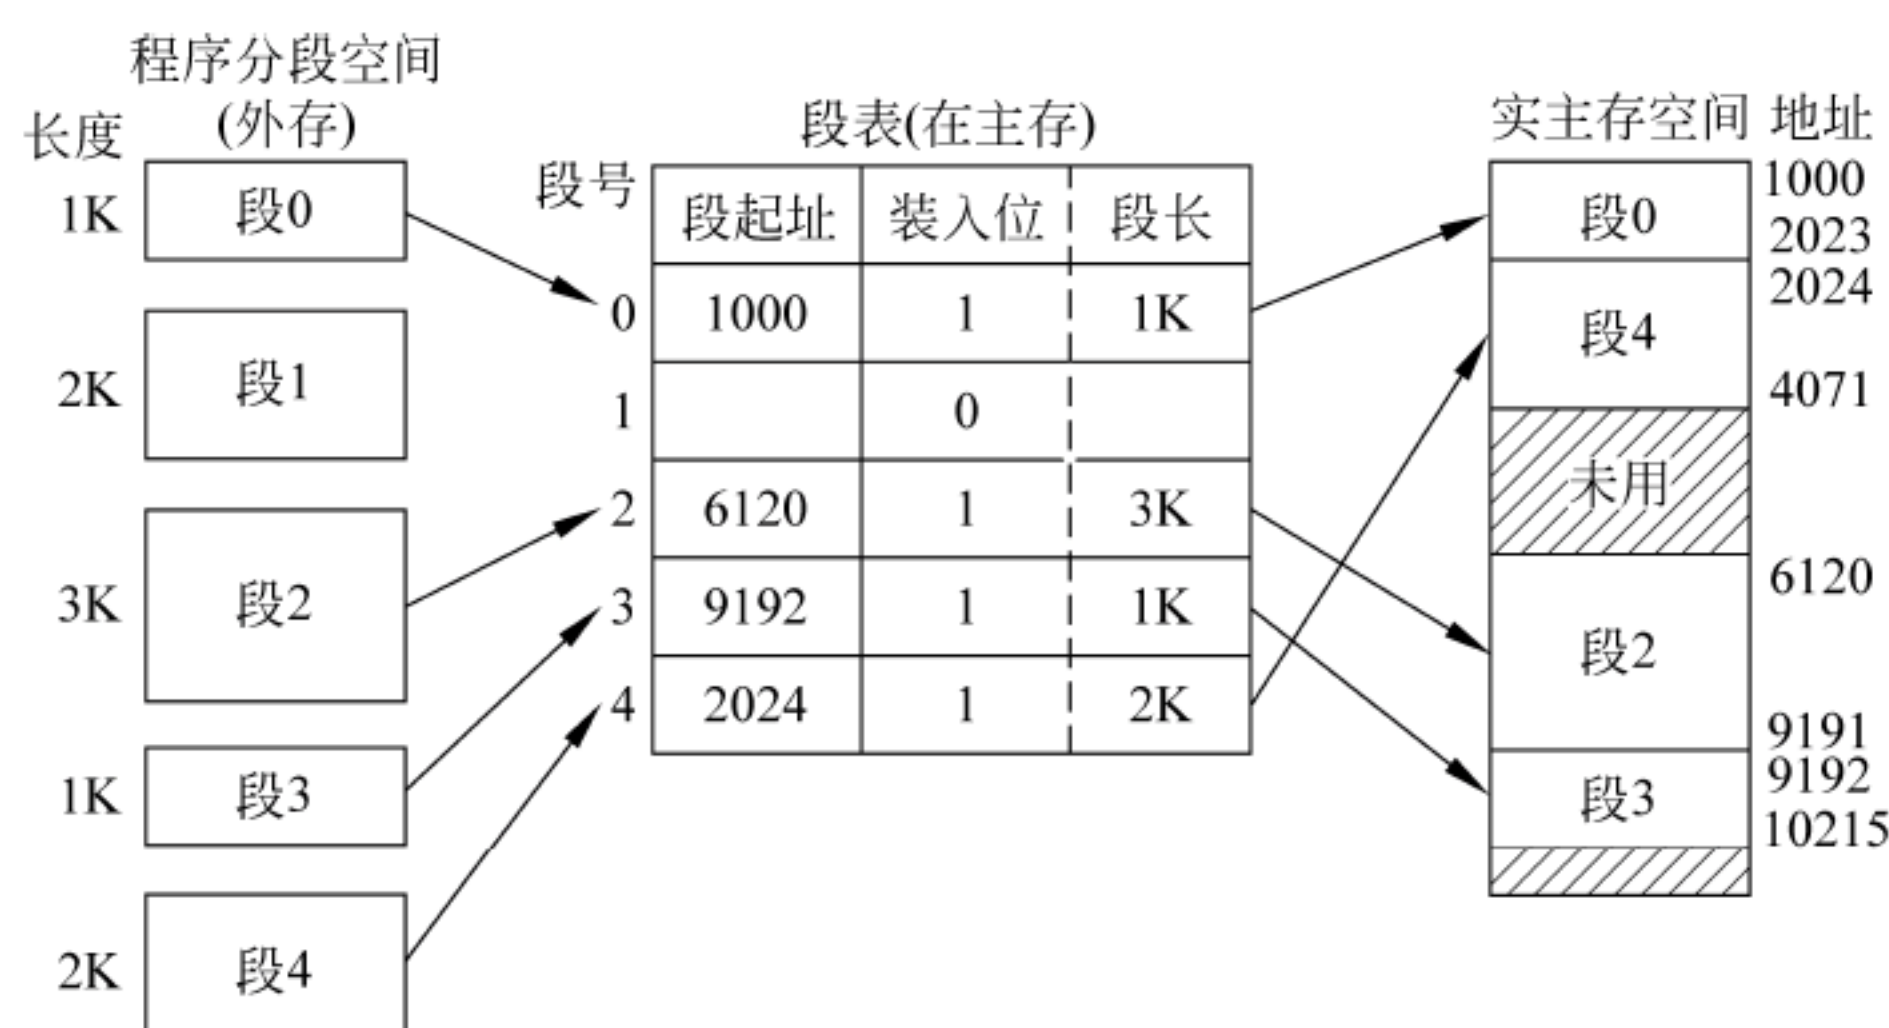 程序分段空间
(外存)
长度
1K 段0
2K 段1
3K 段2
1K 段3
2K 段4
段表(在主存)
段号 段起址 装入位 段长
0 1000 1 1K
1 0
2 6120 1 3K
3 9192 1 1K
4 2024 1 2K
实主存空间 地址
段0 1000
2023
段4 2024
4071
未用
段2 6120
9191
段3 9192
10215